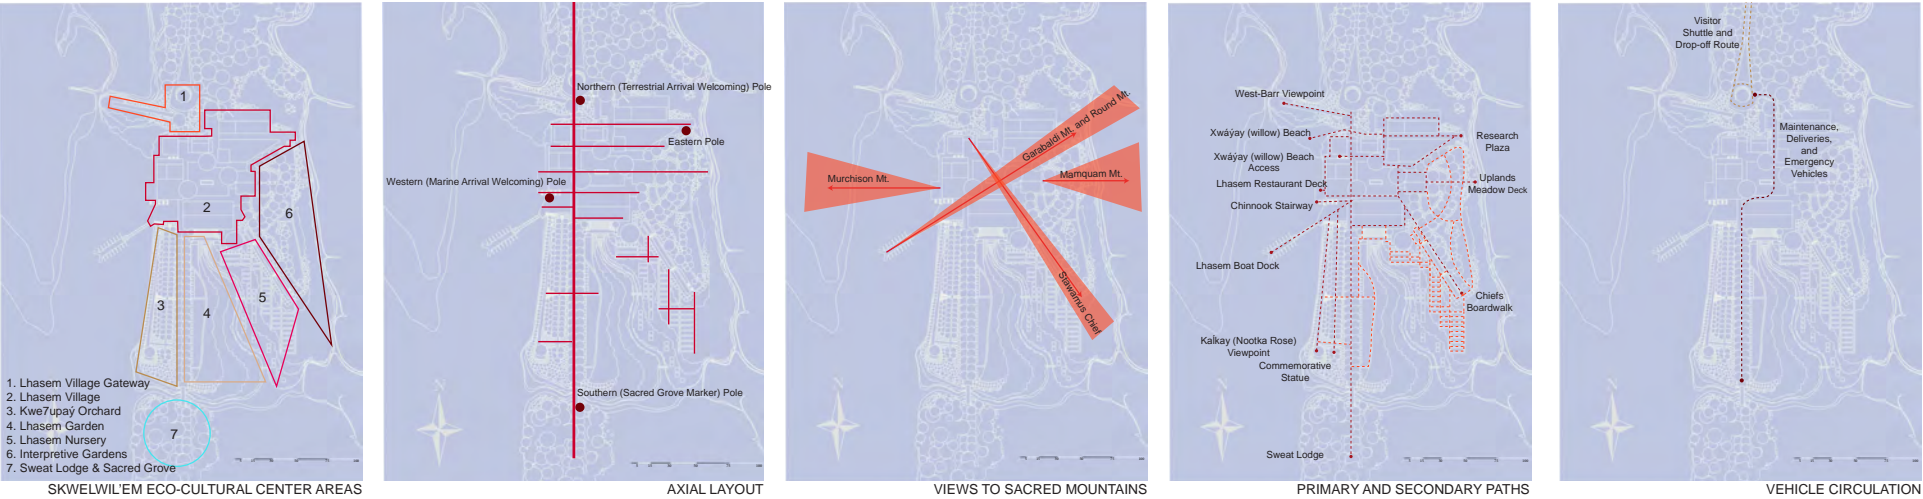 1
2
3
4
5
6
7
1. Lhasem Village Gateway
2. Lhasem Village
3. Kwe7upaý Orchard
4. Lhasem Garden
5. Lhasem Nursery
6. Interpretive Gardens
7. Sweat Lodge & Sacred Grove
SKWELWIL'EM ECO-CULTURAL CENTER AREAS
Northern (Terrestrial Arrival Welcoming) Pole
Eastern Pole
Western (Marine Arrival Welcoming) Pole
Southern (Sacred Grove Marker) Pole
AXIAL LAYOUT
Garabaldi Mt. and Round Mt.
Murchison Mt.
Mamquam Mt.
Stawamus Chief
VIEWS TO SACRED MOUNTAINS
West-Barr Viewpoint
Xwáýay (willow) Beach
Xwáýay (willow) Beach
Access
Lhasem Restaurant Deck
Chinnook Stairway
Lhasem Boat Dock
Kalkay (Nootka Rose)
Viewpoint
Commemorative
Statue
Sweat Lodge
Research
Plaza
Uplands
Meadow Deck
Chiefs
Boardwalk
PRIMARY AND SECONDARY PATHS
Visitor
Shuttle and
Drop-off Route
Maintenance,
Deliveries,
and
Emergency
Vehicles
VEHICLE CIRCULATION